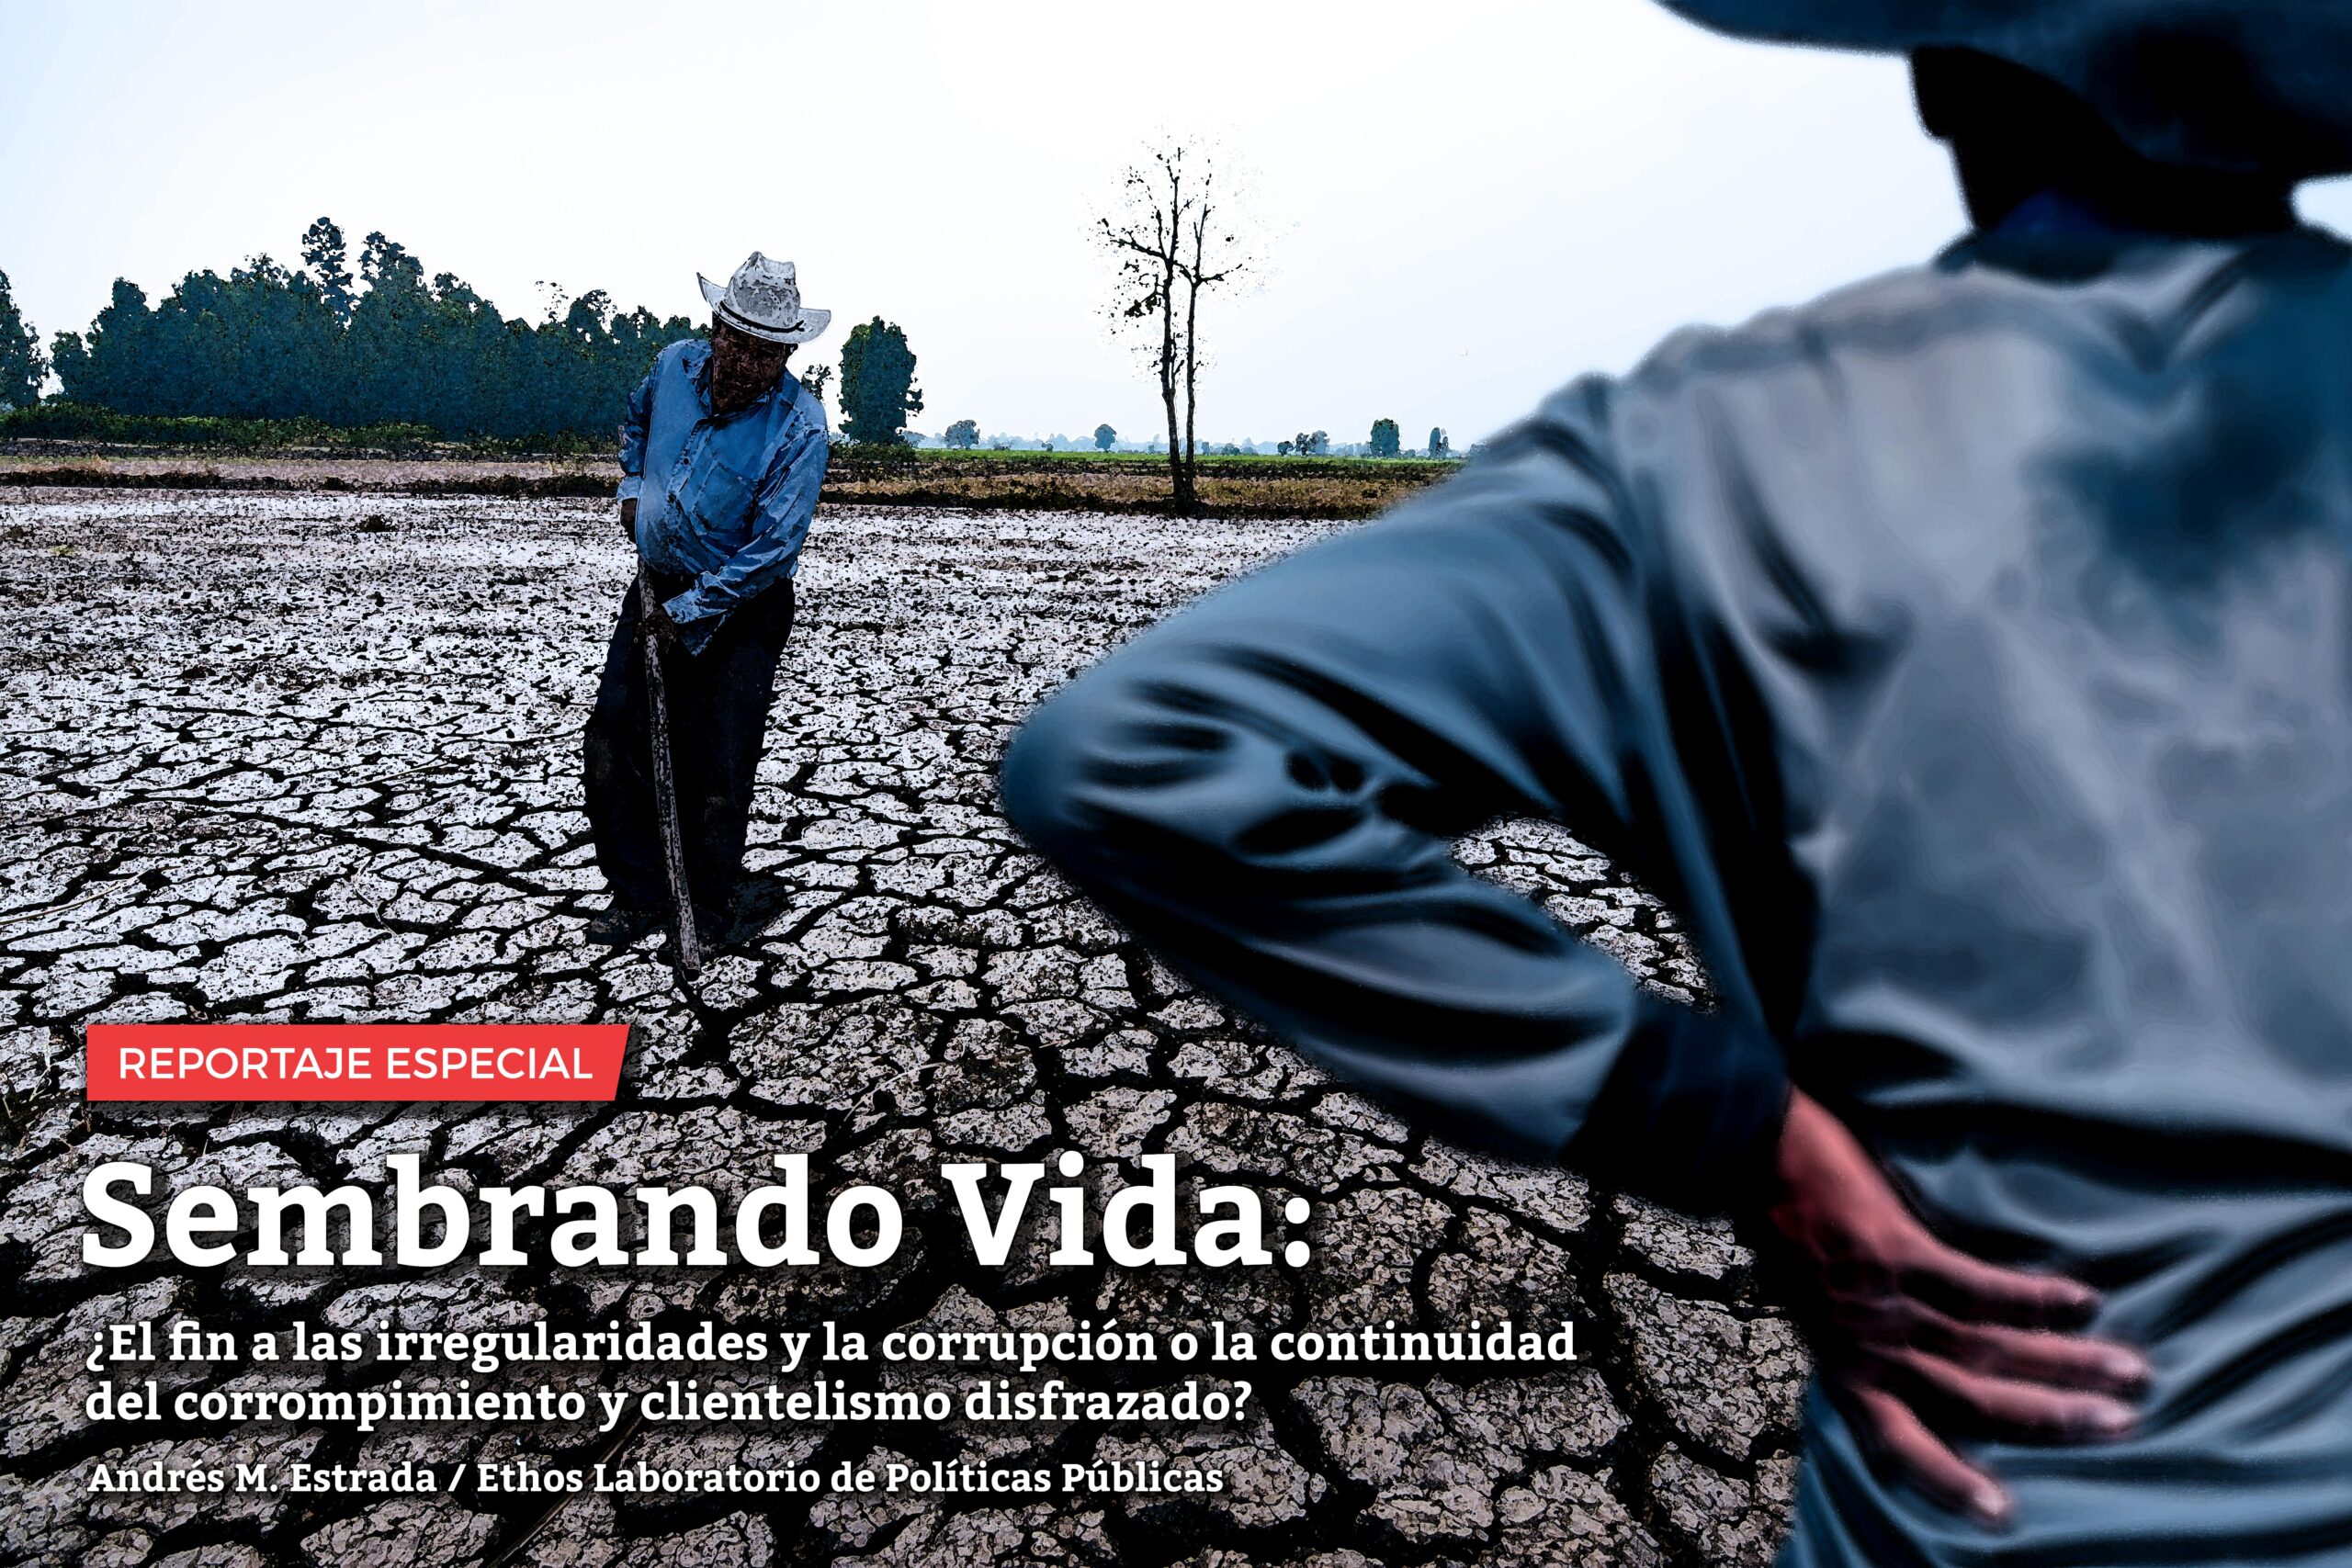 REPORTAJE ESPECIAL
Sembrando Vida:
¿El fin a las irregularidades y la corrupción o la continuidad
del corrompimiento y clientelismo disfrazado?
Andrés M. Estrada / Ethos Laboratorio de Políticas Públicas